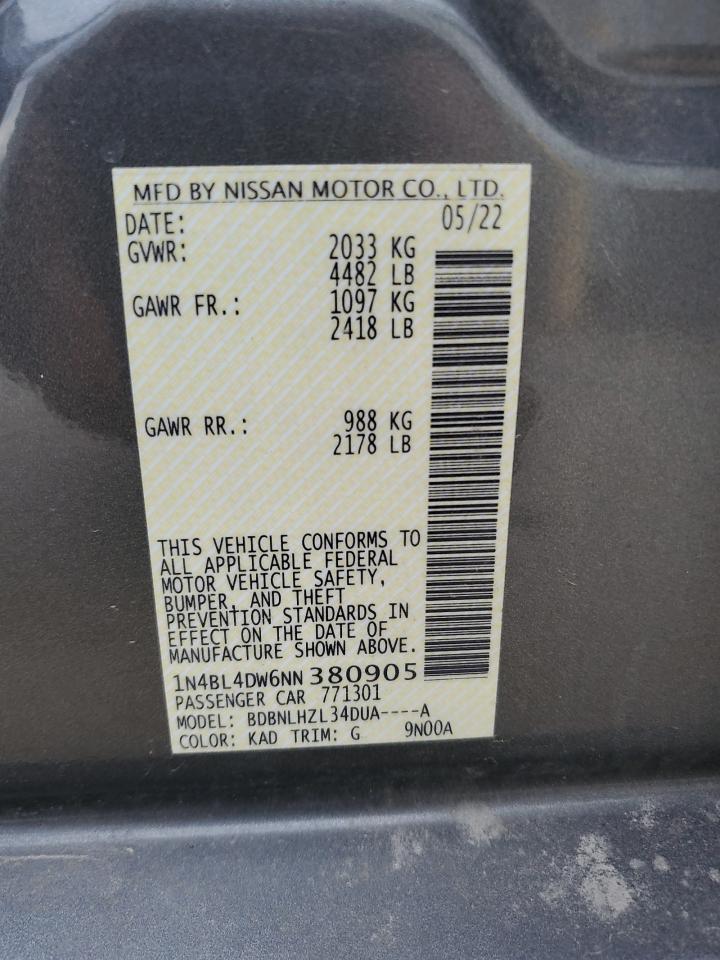 MFD BY NISSAN MOTOR CO., LTD.
DATE: 05/22
GVWR: 2033 KG
4482 LB
GAWR FR.: 1097 KG
2418 LB
GAWR RR.: 988 KG
2178 LB
THIS VEHICLE CONFORMS TO
ALL APPLICABLE FEDERAL
MOTOR VEHICLE SAFETY,
BUMPER, AND THEFT
PREVENTION STANDARDS IN
EFFECT ON THE DATE OF
MANUFACTURE SHOWN ABOVE.
1N4BL4DW6NN380905
PASSENGER CAR 771301
MODEL: BDBNLHZL34DUA----A
COLOR: KAD TRIM: G 9N00A